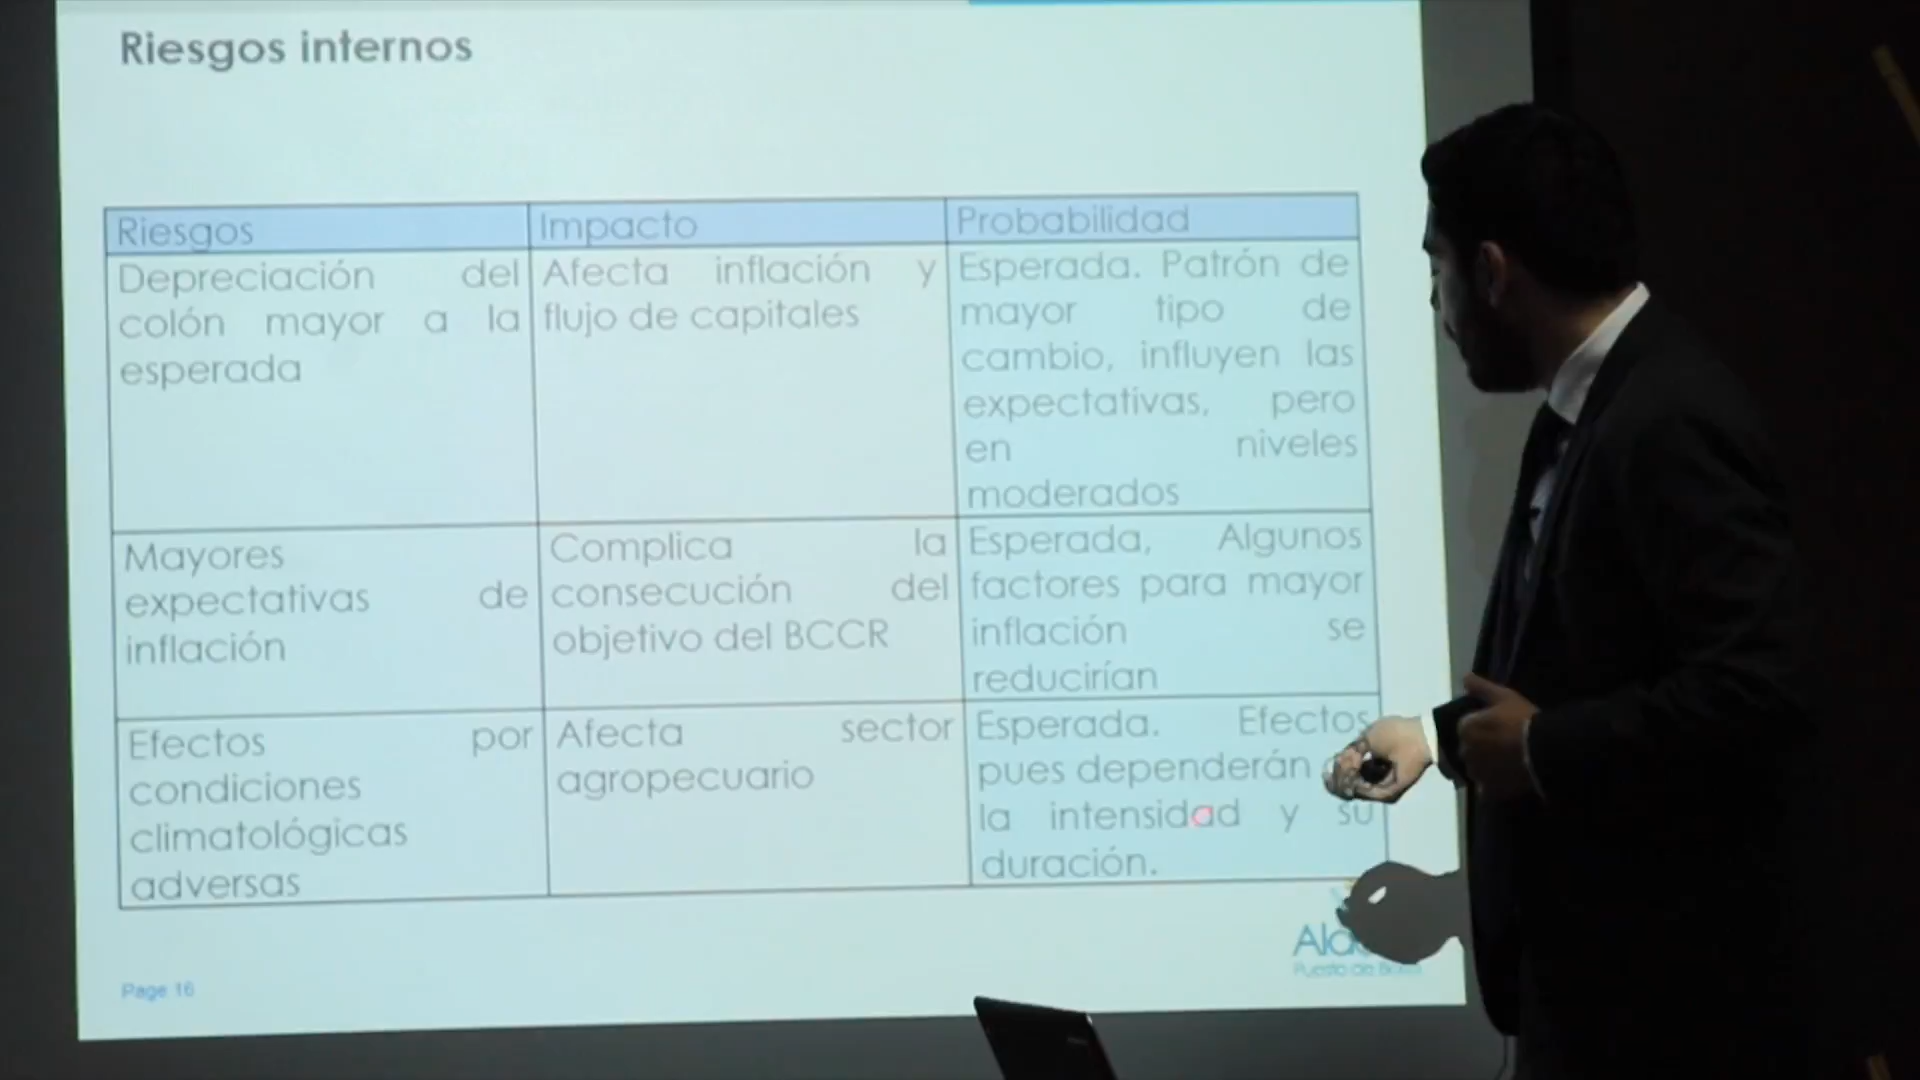 Riesgos internos
Riesgos
Impacto
Probabilidad
Depreciación del
colón mayor a la
esperada
Afecta inflación y
flujo de capitales
Esperada. Patrón de
mayor tipo de
cambio, influyen las
expectativas, pero
en niveles
moderados
Mayores
expectativas de
inflación
Complica la
consecución del
objetivo del BCCR
Esperada, Algunos
factores para mayor
inflación se
reducirían
Efectos por
condiciones
climatológicas
adversas
Afecta sector
agropecuario
Esperada. Efectos
pues dependerán
la intensidad y su
duración.
Puesto de
Page 16